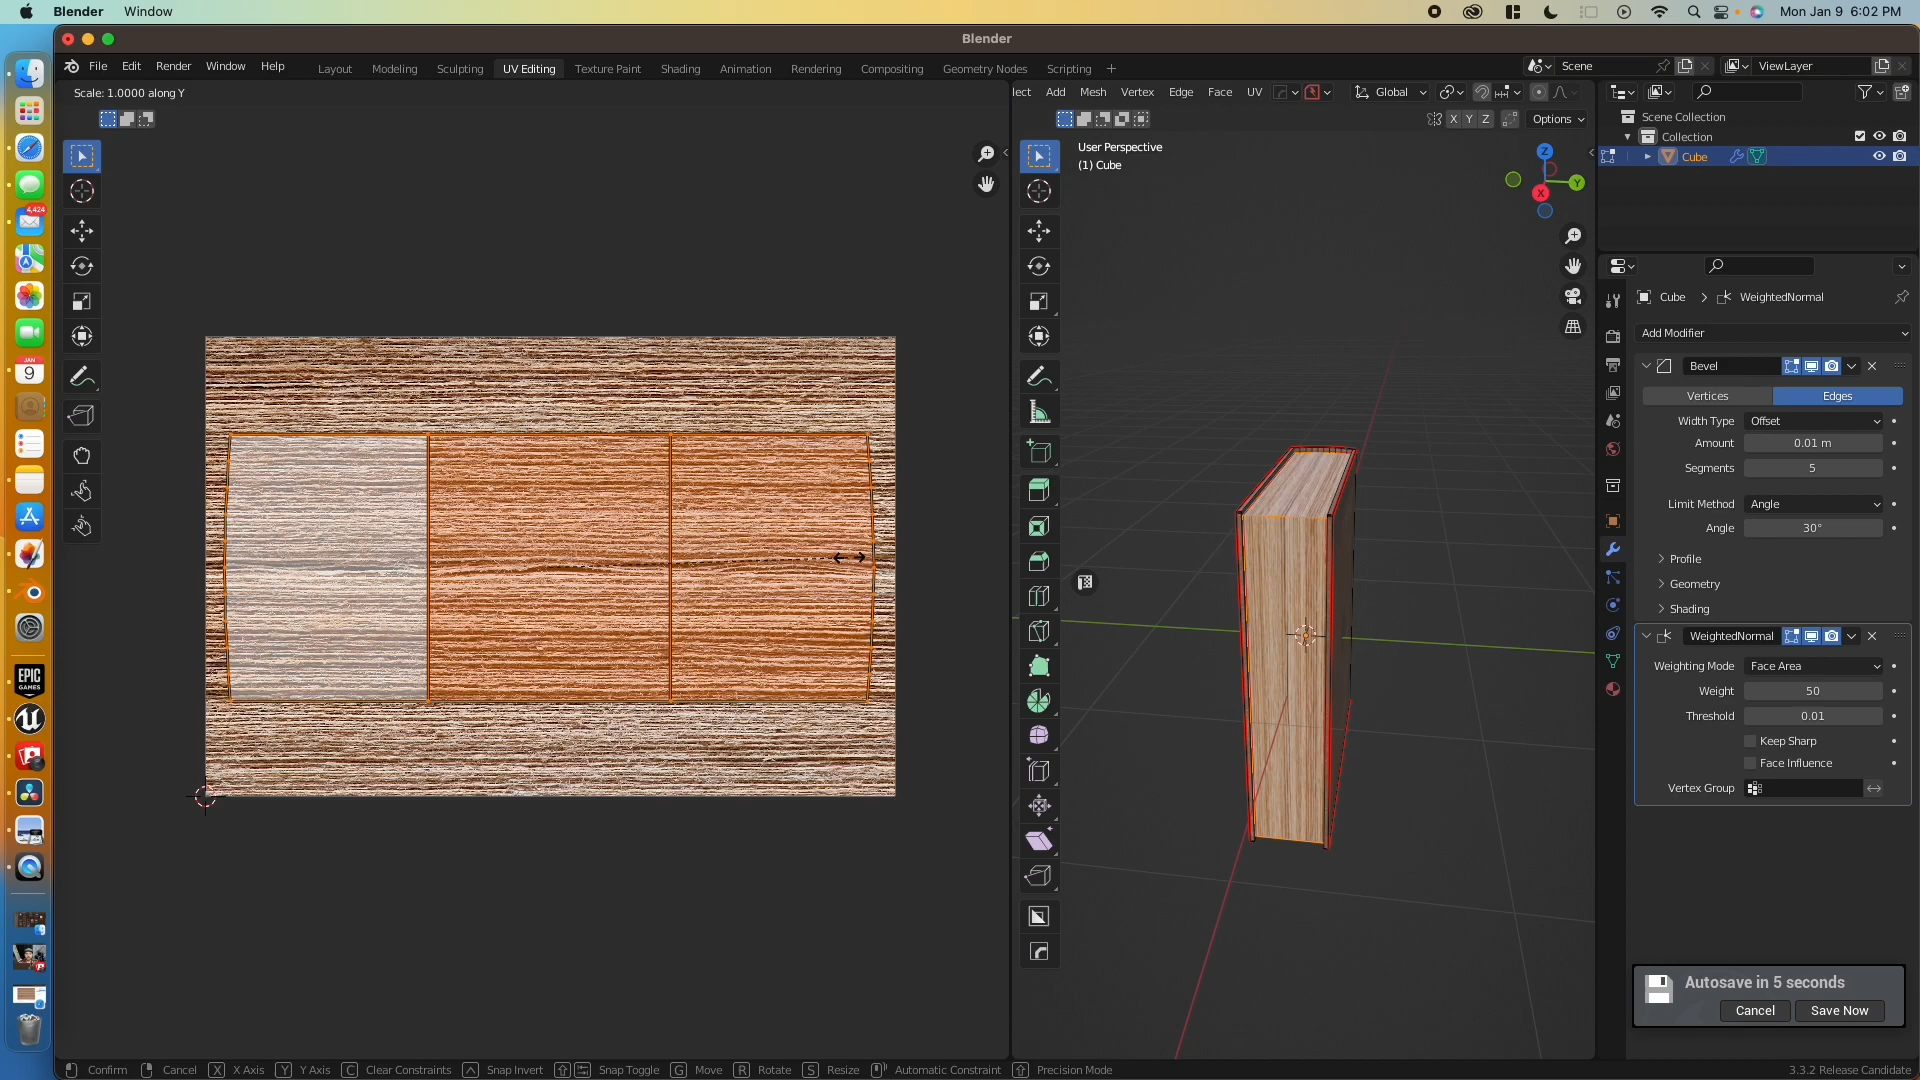 Blender Window Mon Jan 9 6:02 PM
Blender
File Edit Render Window Help Layout Modeling Sculpting UV Editing Texture Paint Shading Animation Rendering Compositing Geometry Nodes Scripting + Scene ViewLayer
Scale: 1.0000 along Y
lect Add Mesh Vertex Edge Face UV Global
X Y Z Options
User Perspective
(1) Cube
Z
Y
X
Scene Collection
Collection
Cube
Cube > WeightedNormal
Add Modifier
Bevel
Vertices Edges
Width Type Offset
Amount 0.01 m
Segments 5
Limit Method Angle
Angle 30°
Profile
Geometry
Shading
WeightedNormal
Weighting Mode Face Area
Weight 50
Threshold 0.01
Keep Sharp
Face Influence
Vertex Group
Autosave in 5 seconds
Cancel Save Now
4,424
JAN
9
EPIC
GAMES
Confirm Cancel X X Axis Y Y Axis C Clear Constraints Snap Invert Snap Toggle G Move R Rotate S Resize Automatic Constraint Precision Mode 3.3.2 Release Candidate